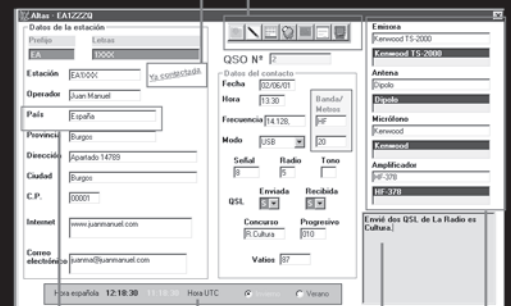 Altas - EA1ZZZQ
Datos de la estación
Prefijo Letras
EA 1XXX
Estación EA1XXX Ya contactada
Operador Juan Manuel
País España
Provincia Burgos
Dirección Apartado 14789
Ciudad Burgos
C.P. 00001
Internet www.juanmanuel.com
Correo
electrónico juanma@juanmanuel.com
QSO Nº 2
Datos del contacto
Fecha 02/06/01
Hora 13:30
Banda/
Metros
Frecuencia 14.128, HF
Modo USB 20
Señal Radio Tono
8 5
Enviada Recibida
QSL S S
Concurso Progresivo
R.Cultura 010
Vatios 87
Emisora
Kenwood TS-2000
Kenwood TS-2000
Antena
Dipolo
Dipolo
Micrófono
Kenwood
Kenwood
Amplificador
HF-378
HF-378
Envié dos QSL de La Radio es
Cultura.
Hora española 12:18:30 11:18:30 Hora UTC Invierno Verano